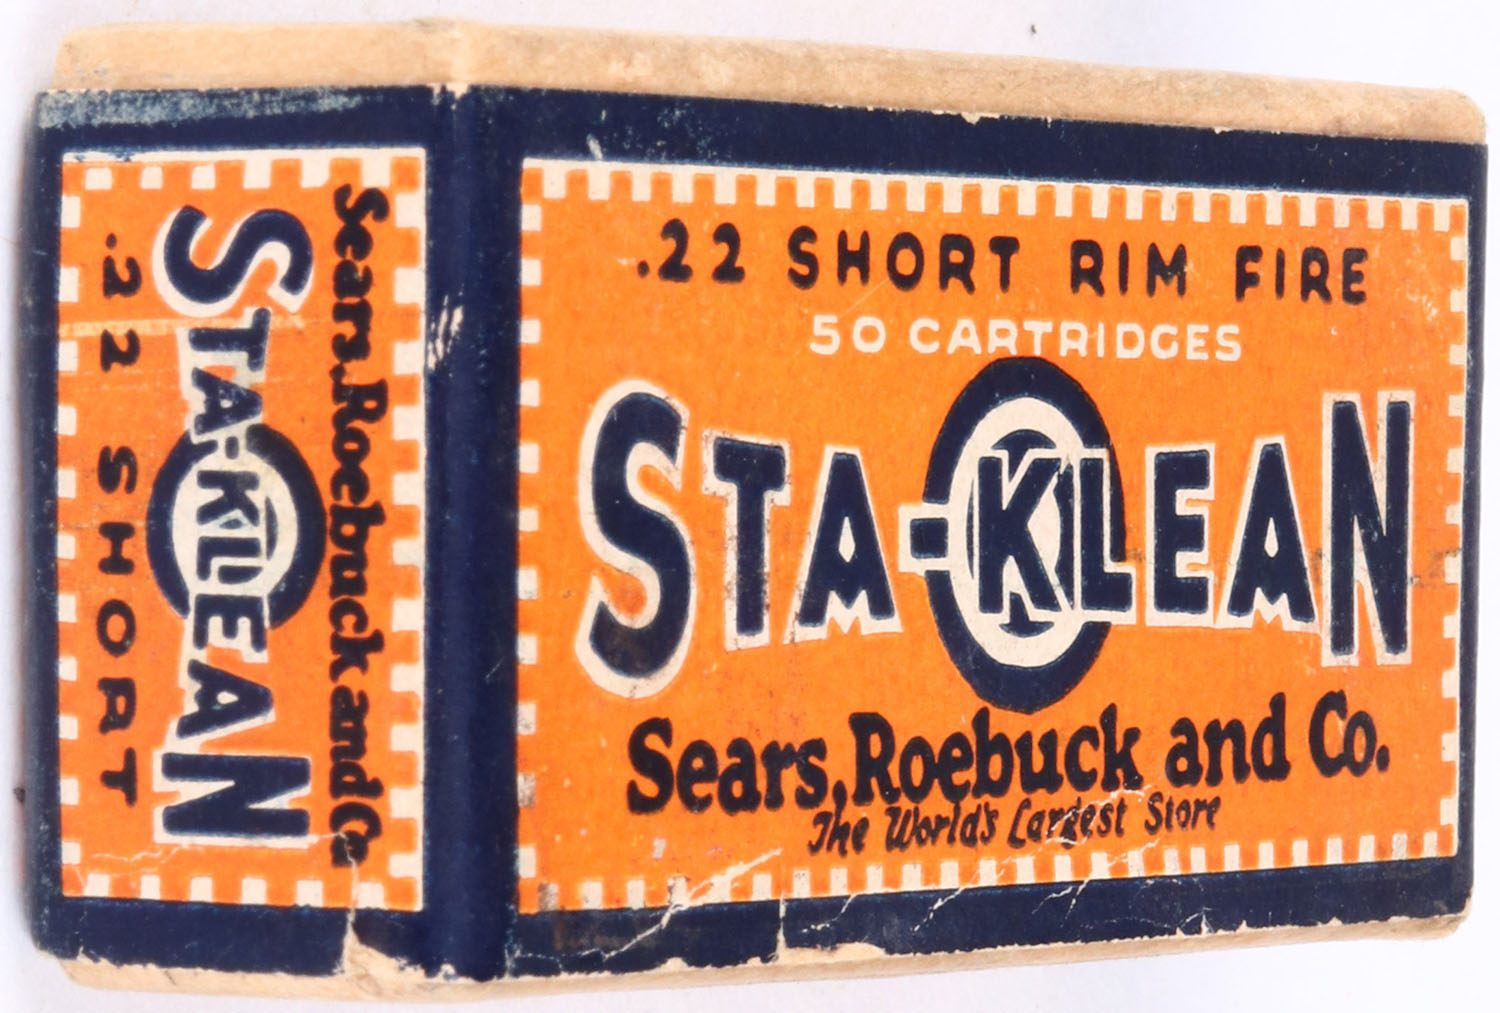 .22 SHORT RIM FIRE
50 CARTRIDGES
STA-KLEAN
Sears, Roebuck and Co.
The World's Largest Store
Sears, Roebuck and Co.
STA-KLEAN
.22 SHORT